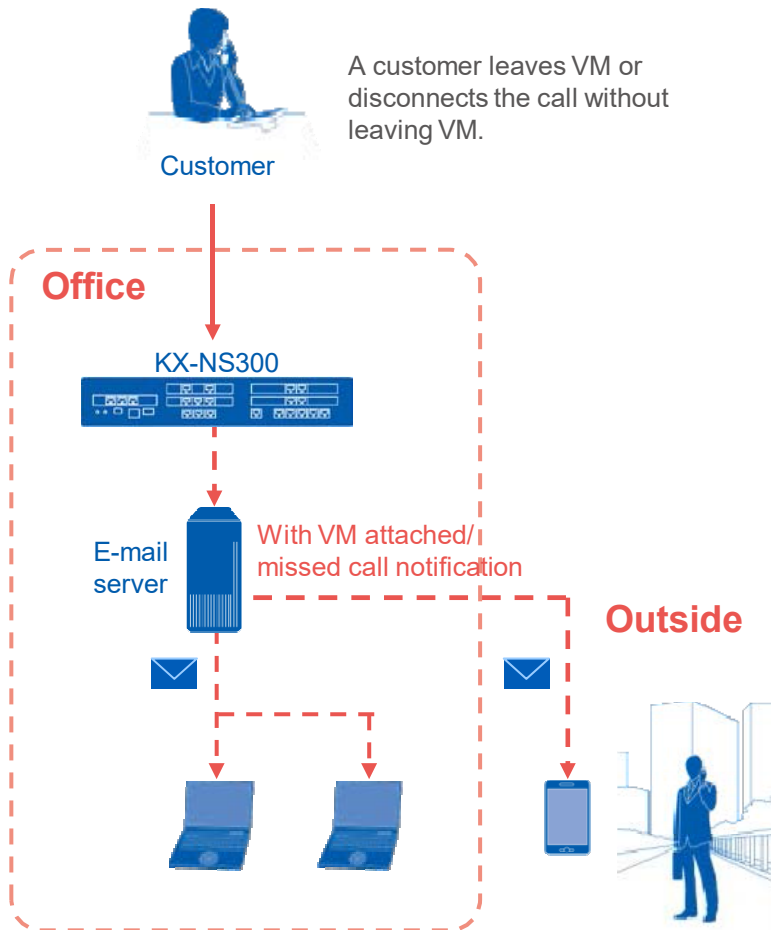 A customer leaves VM or
disconnects the call without
leaving VM.
Customer
Office
KX-NS300
E-mail
server
With VM attached/
missed call notification
Outside